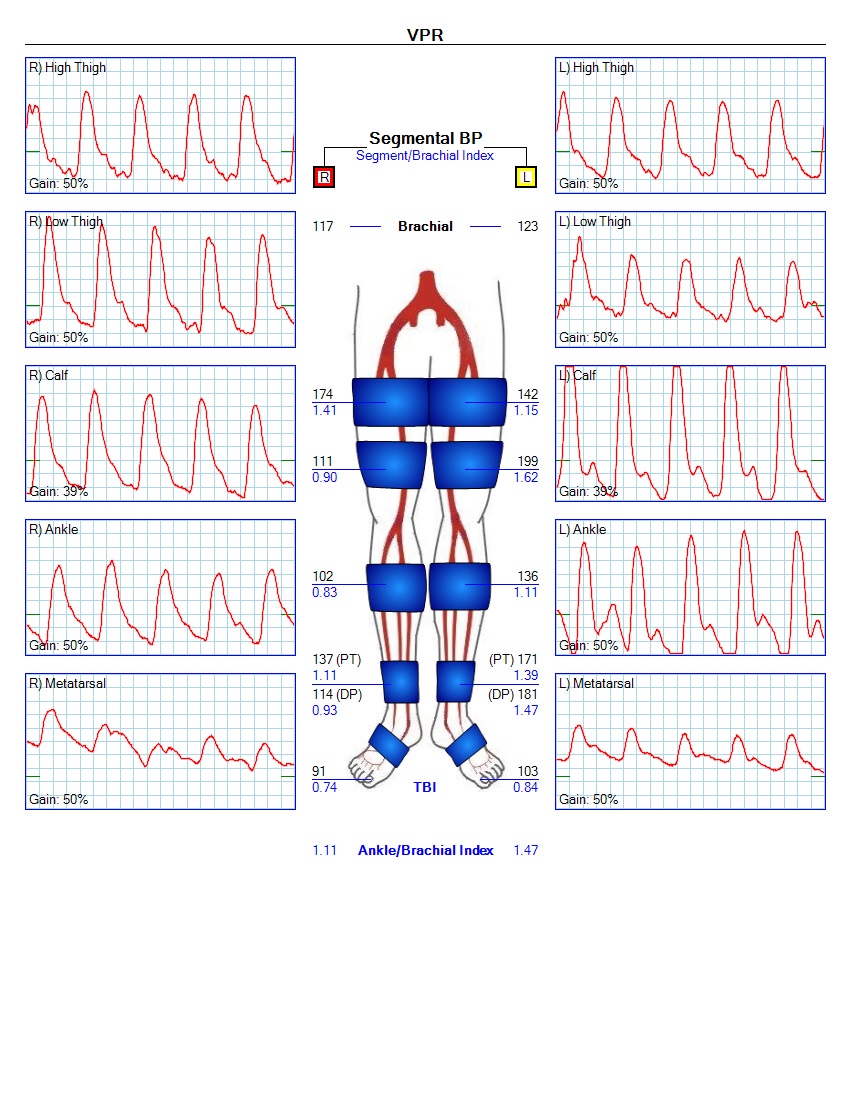 VPR
R) High Thigh
Gain: 50%
R) Low Thigh
Gain: 50%
R) Calf
Gain: 39%
R) Ankle
Gain: 50%
R) Metatarsal
Gain: 50%
Segmental BP
Segment/Brachial Index
R L
117 Brachial 123
174 142
1.41 1.15
111 199
0.90 1.62
102 136
0.83 1.11
137 (PT) (PT) 171
1.11 1.39
114 (DP) (DP) 181
0.93 1.47
91 103
0.74 TBI 0.84
1.11 Ankle/Brachial Index 1.47
L) High Thigh
Gain: 50%
L) Low Thigh
Gain: 50%
L) Calf
Gain: 39%
L) Ankle
Gain: 50%
L) Metatarsal
Gain: 50%